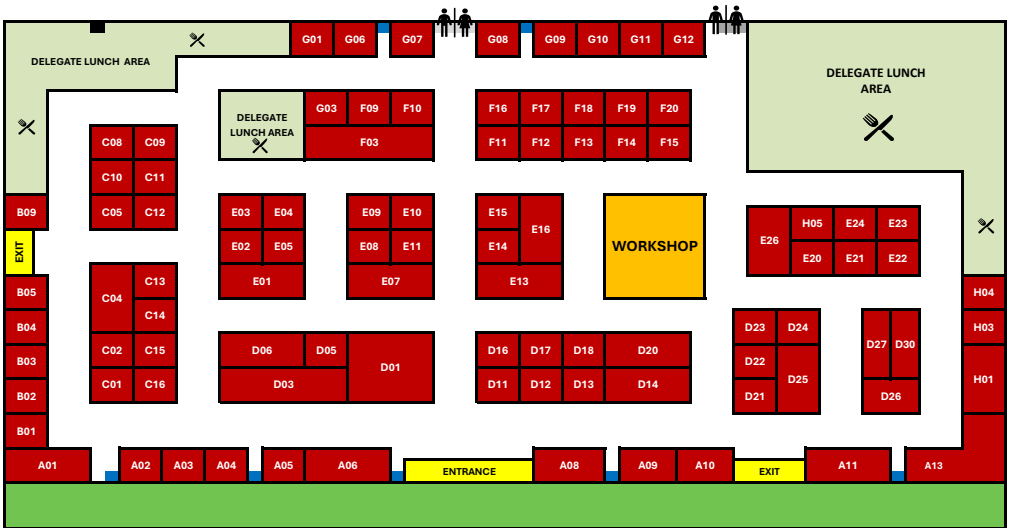 G01 G06 G07 G08 G09 G10 G11 G12
DELEGATE LUNCH AREA
DELEGATE LUNCH
AREA
G03 F09 F10 F16 F17 F18 F19 F20
DELEGATE
LUNCH AREA
F03 F11 F12 F13 F14 F15
C08 C09
C10 C11
C05 C12
B09
E03 E04 E09 E10 E15 E16
E02 E05 E08 E11 E14
E01 E07 E13
WORKSHOP
E26 H05 E24 E23
E20 E21 E22
EXIT
B05
B04
B03
B02
B01
C04 C13
C14
C02 C15
C01 C16
D06 D05 D01
D03
D16 D17 D18 D20
D11 D12 D13 D14
D23 D24
D22 D25
D21
D27 D30
D26
H04
H03
H01
A01 A02 A03 A04 A05 A06
ENTRANCE
A08 A09 A10
EXIT
A11 A13